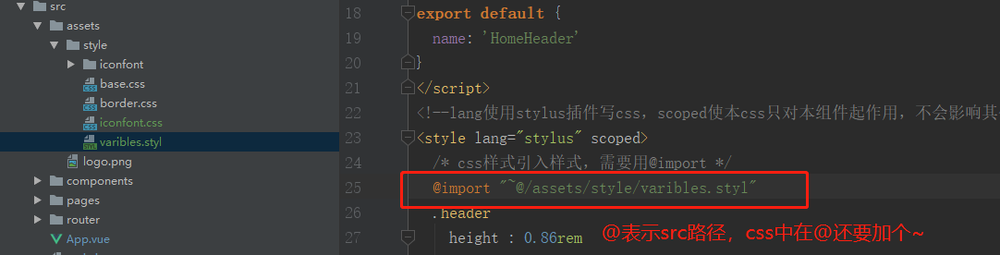 src
assets
style
iconfont
base.css
border.css
iconfont.css
varibles.styl
logo.png
components
pages
router
App.vue
18 export default {
19 name: 'HomeHeader'
20 }
21 </script>
22 <!--lang使用stylus插件写css，scoped使本css只对本组件起作用，不会影响其
23 <style lang="stylus" scoped>
24 /* css样式引入样式，需要用@import */
25 @import "~@/assets/style/varibles.styl"
26 .header
27 height : 0.86rem
@表示src路径，css中在@还要加个~